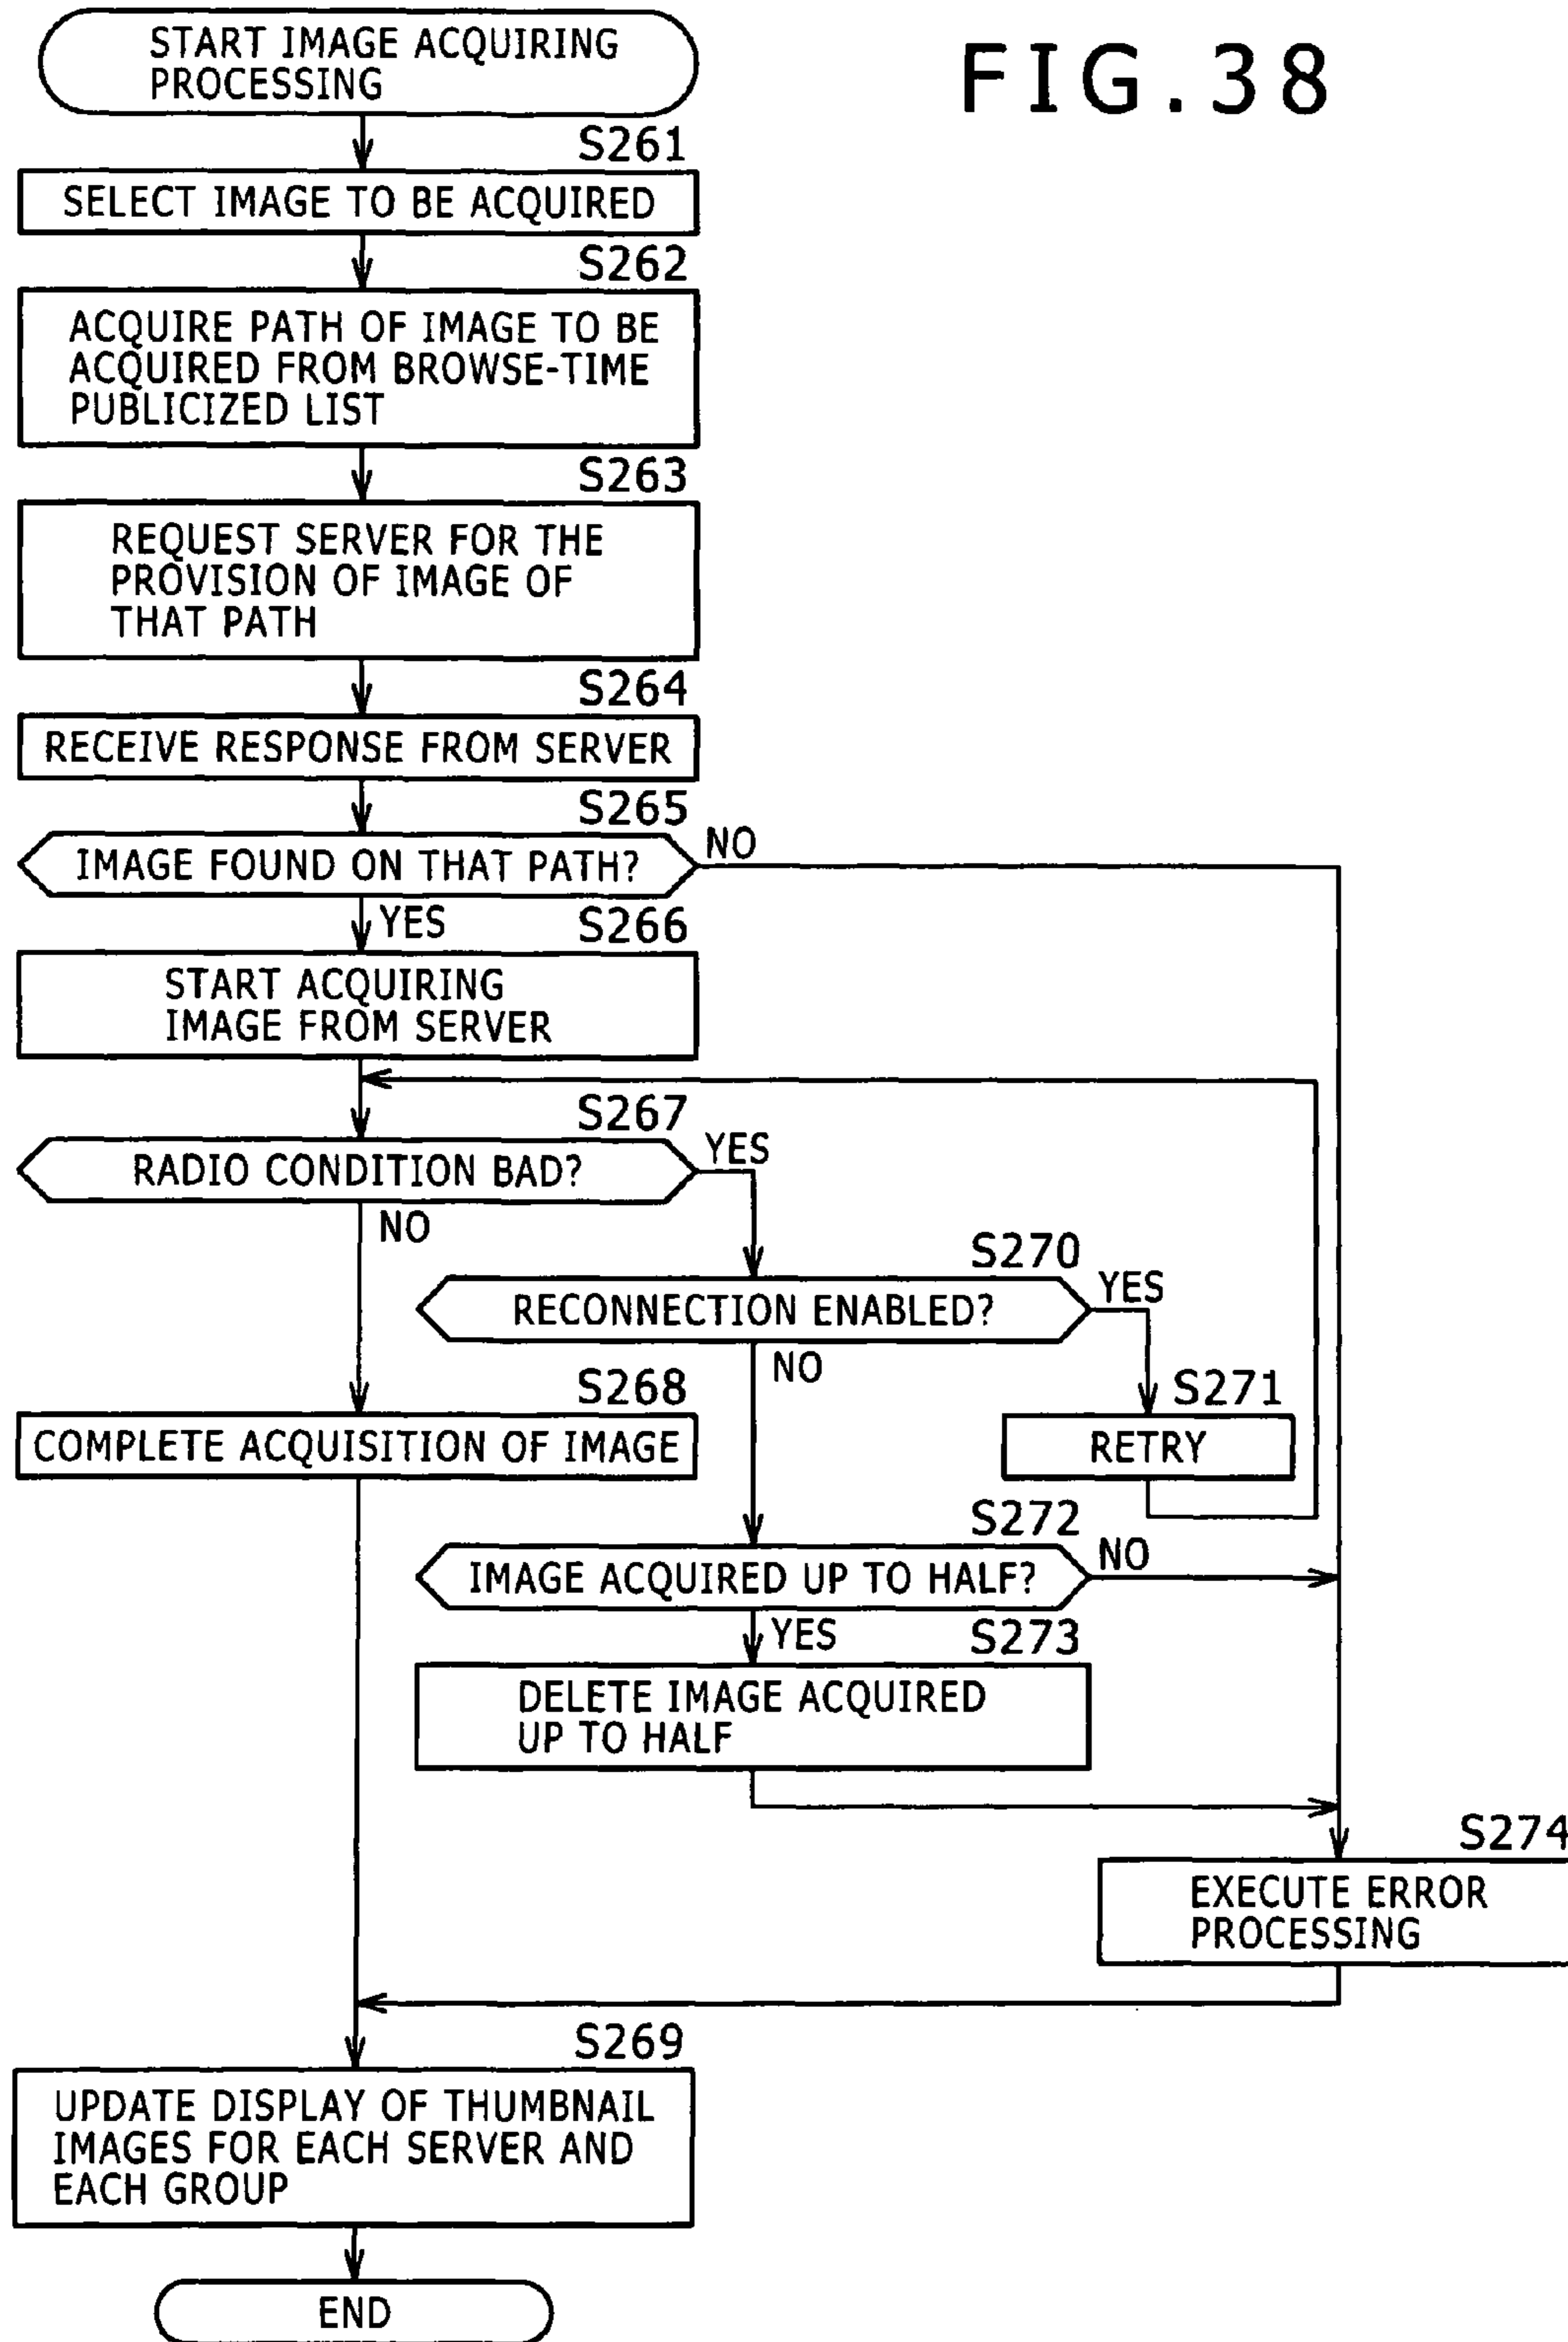 START IMAGE ACQUIRING
PROCESSING
FIG.38
S261
SELECT IMAGE TO BE ACQUIRED
S262
ACQUIRE PATH OF IMAGE TO BE
ACQUIRED FROM BROWSE-TIME
PUBLICIZED LIST
S263
REQUEST SERVER FOR THE
PROVISION OF IMAGE OF
THAT PATH
S264
RECEIVE RESPONSE FROM SERVER
S265
IMAGE FOUND ON THAT PATH?
NO
YES
S266
START ACQUIRING
IMAGE FROM SERVER
S267
RADIO CONDITION BAD?
YES
NO
S270
RECONNECTION ENABLED?
YES
NO
S268
COMPLETE ACQUISITION OF IMAGE
S271
RETRY
S272
IMAGE ACQUIRED UP TO HALF?
NO
YES
S273
DELETE IMAGE ACQUIRED
UP TO HALF
S274
EXECUTE ERROR
PROCESSING
S269
UPDATE DISPLAY OF THUMBNAIL
IMAGES FOR EACH SERVER AND
EACH GROUP
END